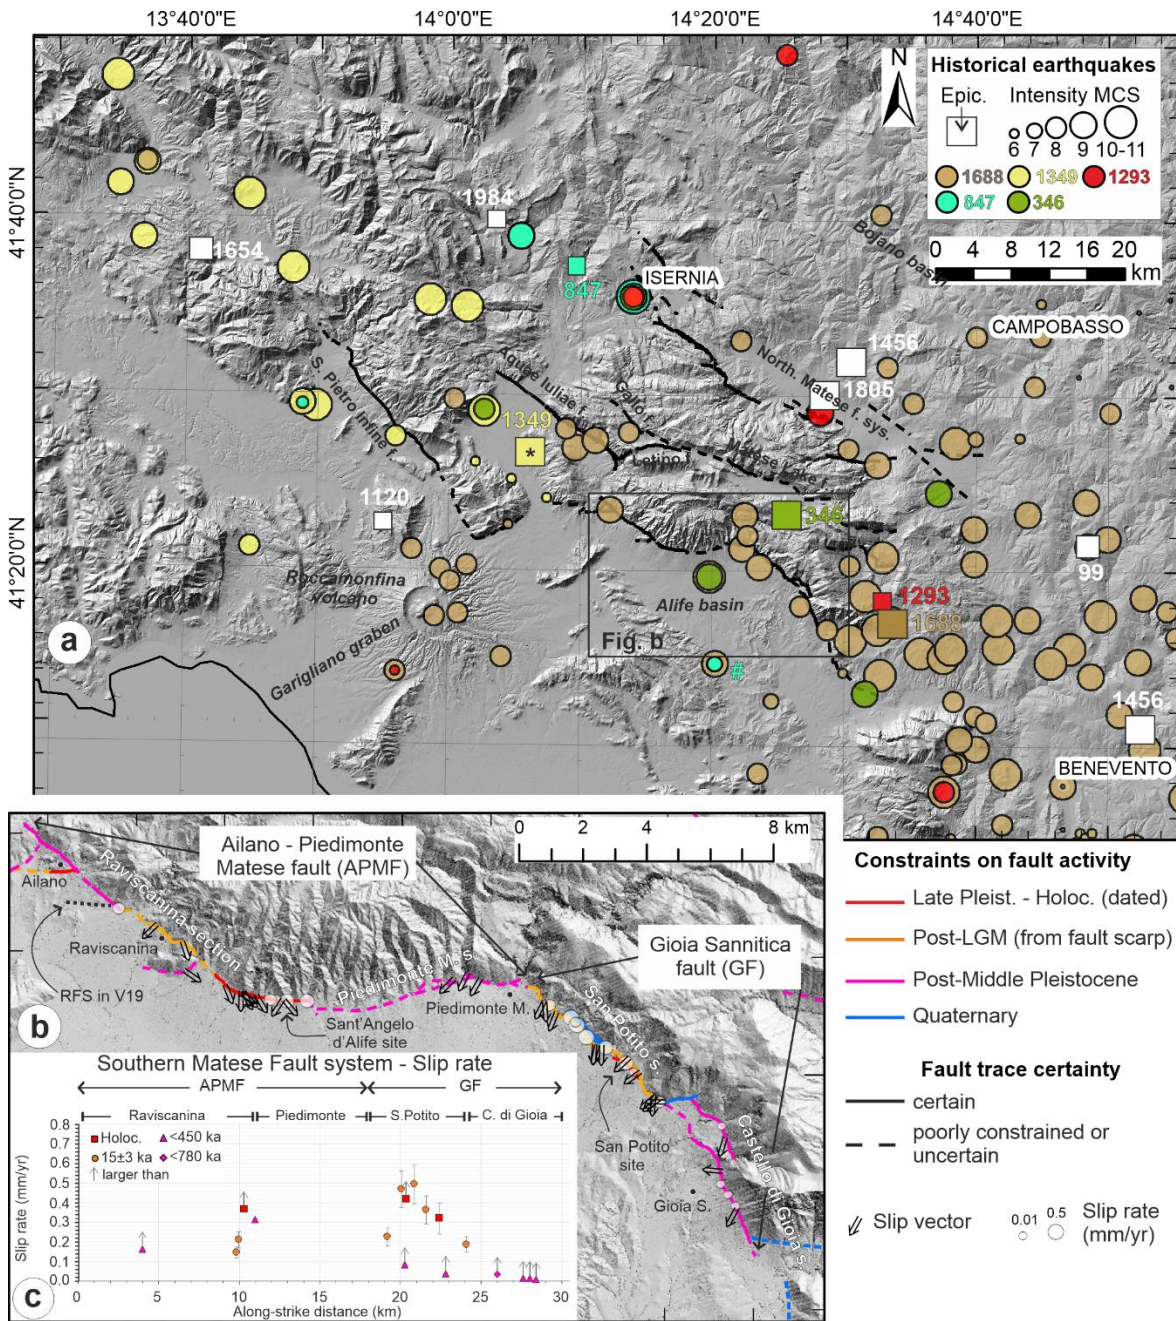 13°40'0"E
14°0'0"E
14°20'0"E
14°40'0"E
41°40'0"N
41°20'0"N
N
Historical earthquakes
Epic.
Intensity MCS
6 7 8 9 10-11
1688
1349
1293
847
346
0 4 8 12 16 20
km
1984
1654
847
ISERNIA
Bojano basin
CAMPOBASSO
1456
1805
North. Matese f. sys.
S. Pietro Infine f.
Aquae Iuliae f.
Gallo f.
Letino f.
Matese Lake
1349
*
1120
346
99
Roccamonfina
volcano
Alife basin
1293
1688
Fig. b
Garigliano graben
#
1456
BENEVENTO
a
Ailano - Piedimonte
Matese fault (APMF)
0 2 4 8 km
Ailano
Raviscanina section
Raviscanina
RFS in V19
Piedimonte M. s.
Piedimonte M.
Sant'Angelo
d'Alife site
Gioia Sannitica
fault (GF)
San Potito s.
San Potito
site
Castello di Gioia s.
Gioia S.
b
Southern Matese Fault system - Slip rate
APMF
GF
Raviscanina
Piedimonte
S.Potito
C. di Gioia
Holoc.
<450 ka
15±3 ka
<780 ka
larger than
Slip rate (mm/yr)
0.8
0.7
0.6
0.5
0.4
0.3
0.2
0.1
0.0
0 5 10 15 20 25 30
Along-strike distance (km)
c
Constraints on fault activity
Late Pleist. - Holoc. (dated)
Post-LGM (from fault scarp)
Post-Middle Pleistocene
Quaternary
Fault trace certainty
certain
poorly constrained or
uncertain
Slip vector
0.01
0.5
Slip rate
(mm/yr)